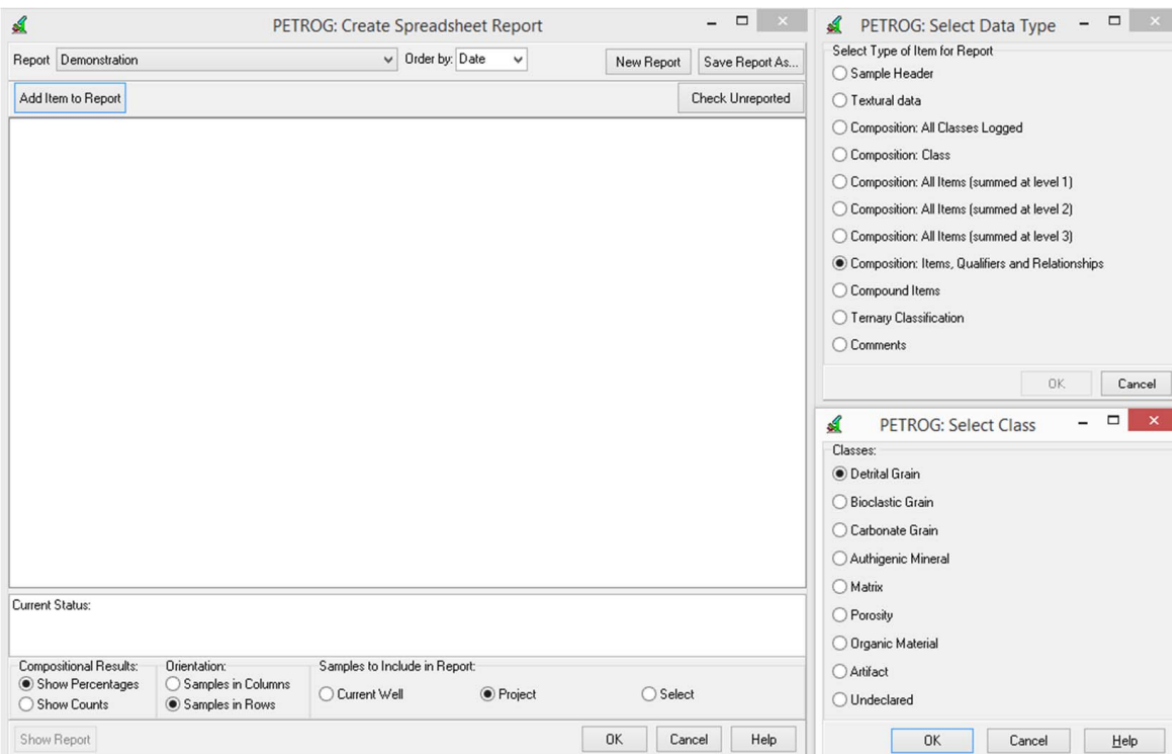 PETROG: Create Spreadsheet Report
Report Demonstration Order by: Date New Report Save Report As...
Add Item to Report Check Unreported
Current Status:
Compositional Results: Orientation: Samples to Include in Report:
Show Percentages Samples in Columns Current Well Project Select
Show Counts Samples in Rows
Show Report OK Cancel Help
PETROG: Select Data Type
Select Type of Item for Report
Sample Header
Textural data
Composition: All Classes Logged
Composition: Class
Composition: All Items (summed at level 1)
Composition: All Items (summed at level 2)
Composition: All Items (summed at level 3)
Composition: Items, Qualifiers and Relationships
Compound Items
Ternary Classification
Comments
OK Cancel
PETROG: Select Class
Classes:
Detrital Grain
Bioclastic Grain
Carbonate Grain
Authigenic Mineral
Matrix
Porosity
Organic Material
Artifact
Undeclared
OK Cancel Help